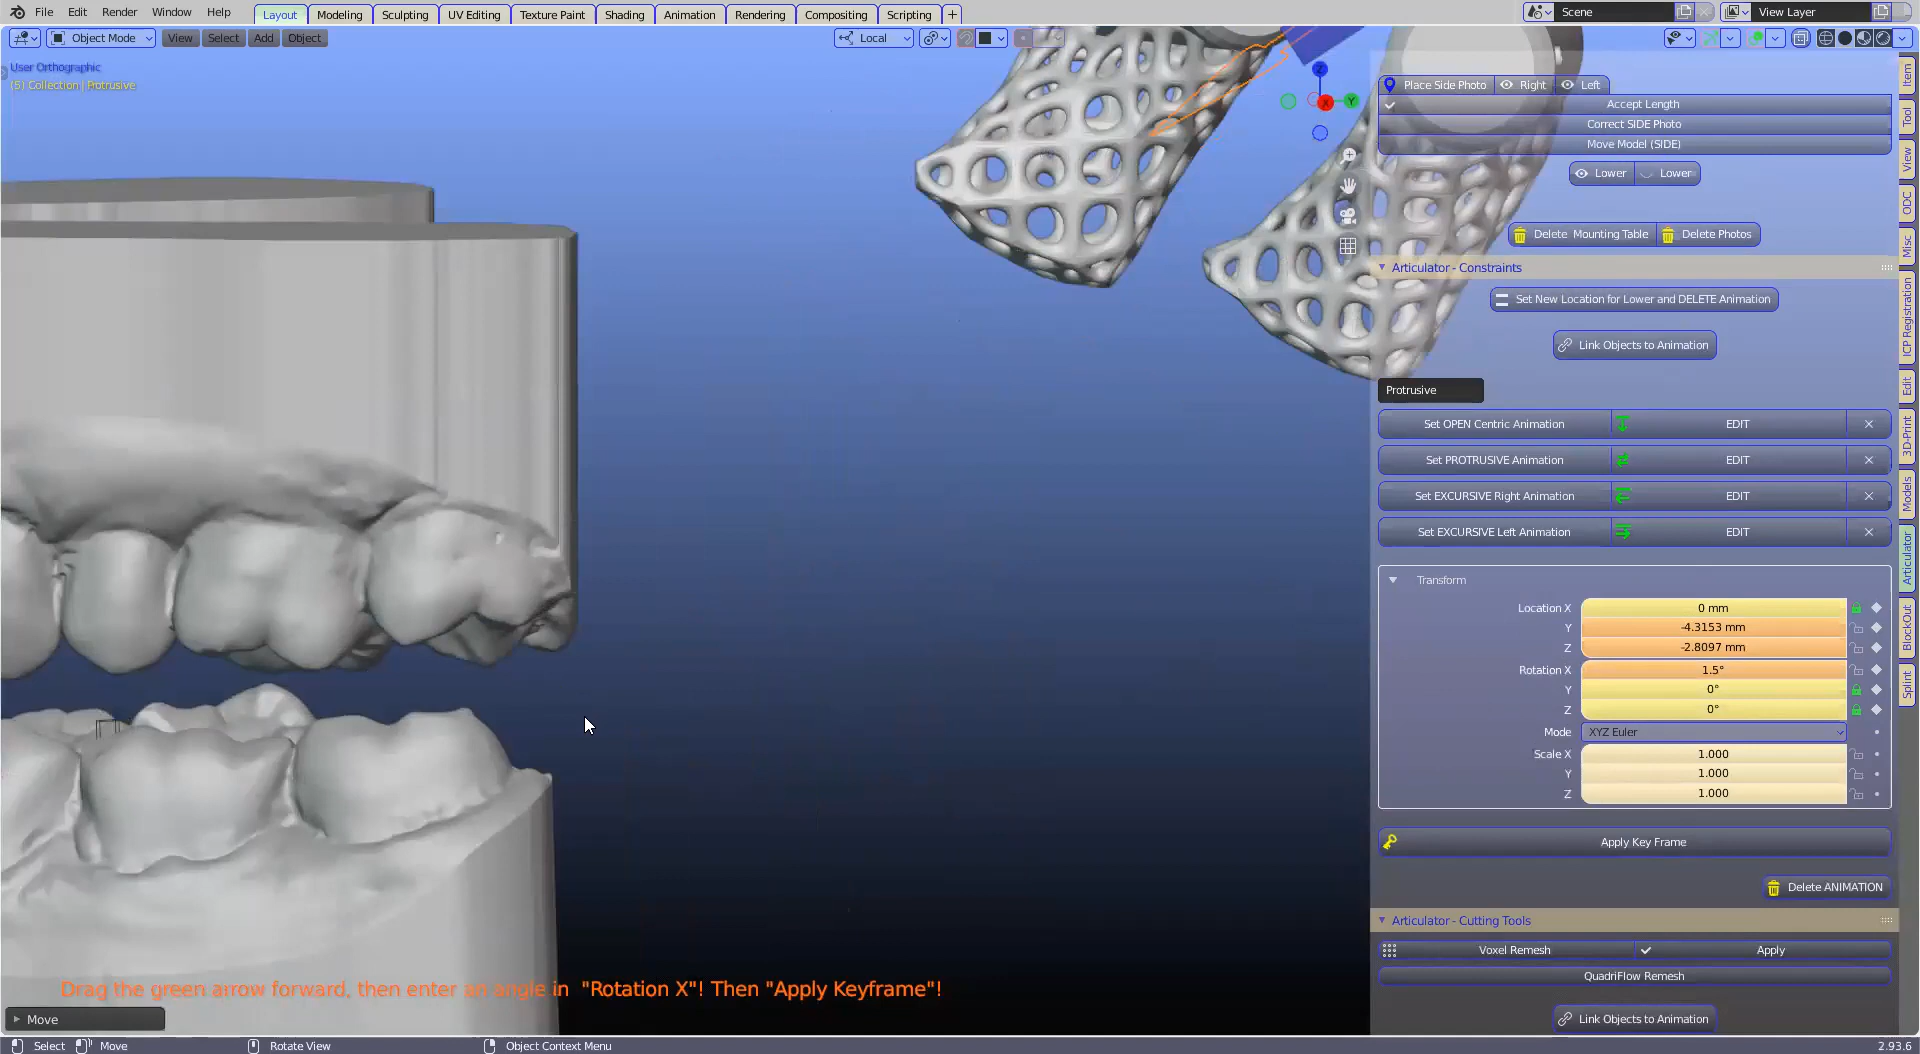 File Edit Render Window Help Layout Modeling Sculpting UV Editing Texture Paint Shading Animation Rendering Compositing Scripting + Scene View Layer
Object Mode View Select Add Object Local
User Orthographic
(5) Collection | Protrusive
Z
X
Y
Place Side Photo Right Left
Accept Length
Correct SIDE Photo
Move Model (SIDE)
Lower Lower
Delete Mounting Table Delete Photos
Articulator - Constraints
Set New Location for Lower and DELETE Animation
Link Objects to Animation
Protrusive
Set OPEN Centric Animation EDIT
Set PROTRUSIVE Animation EDIT
Set EXCURSIVE Right Animation EDIT
Set EXCURSIVE Left Animation EDIT
Transform
Location X 0 mm
Y -4.3153 mm
Z -2.8097 mm
Rotation X 1.5°
Y 0°
Z 0°
Mode XYZ Euler
Scale X 1.000
Y 1.000
Z 1.000
Apply Key Frame
Delete ANIMATION
Articulator - Cutting Tools
Voxel Remesh Apply
QuadriFlow Remesh
Link Objects to Animation
Item
Tool
View
ODC
Misc
ICP Registration
Edit
3D-Print
Models
Articulator
BlockOut
Splint
Drag the green arrow forward, then enter an angle in "Rotation X"! Then "Apply Keyframe"!
Move
Select Move Rotate View Object Context Menu 2.93.6